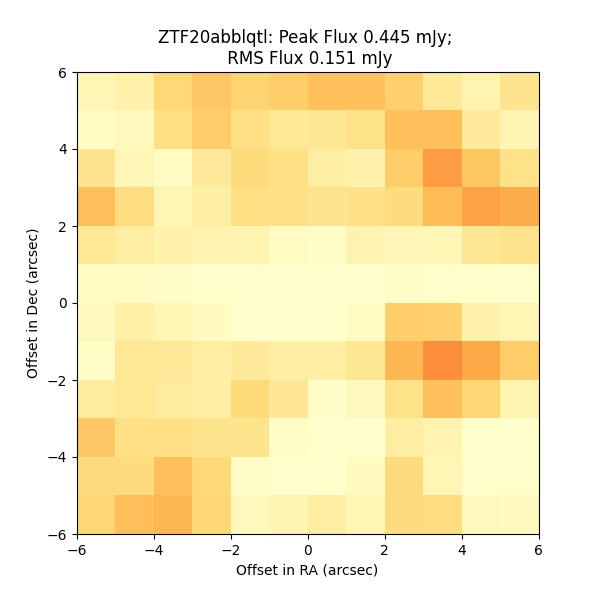 ZTF20abblqtl: Peak Flux 0.445 mJy;
RMS Flux 0.151 mJy
6
4
2
0
−2
−4
−6
Offset in Dec (arcsec)
−6 −4 −2 0 2 4 6
Offset in RA (arcsec)